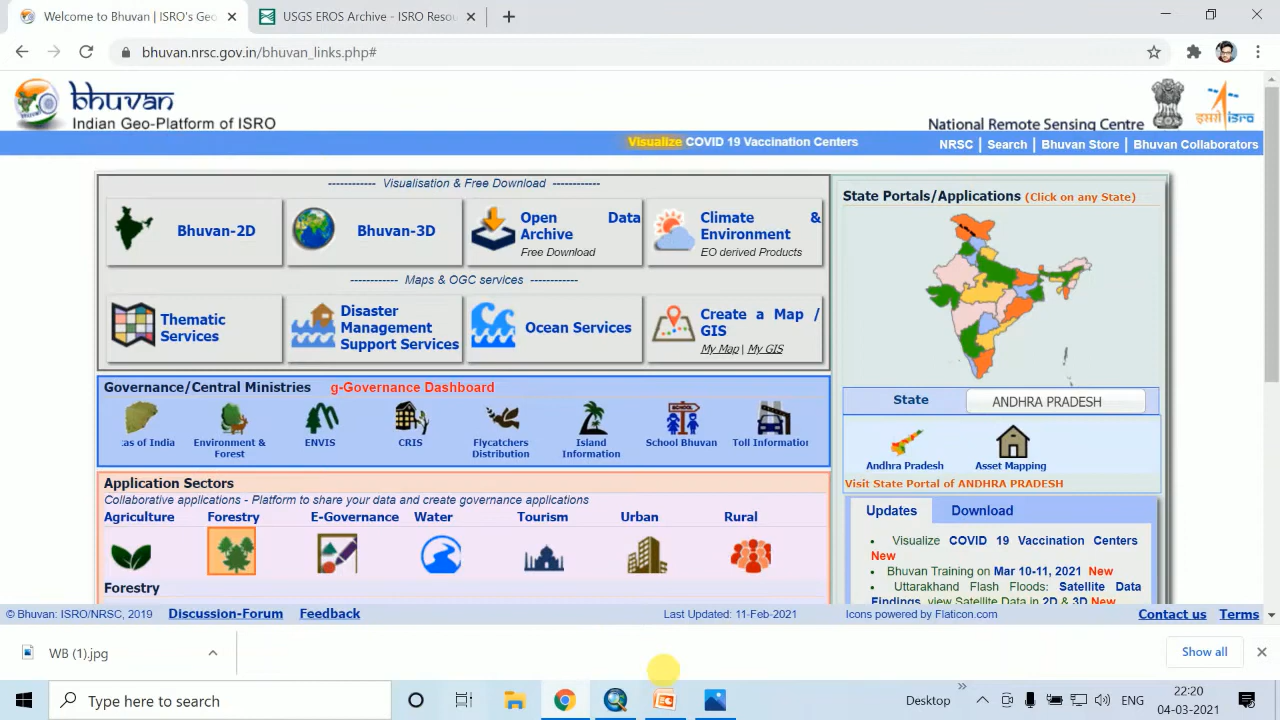 Welcome to Bhuvan | ISRO's Geo
USGS EROS Archive - ISRO Resou
bhuvan.nrsc.gov.in/bhuvan_links.php#
bhuvan
Indian Geo-Platform of ISRO
National Remote Sensing Centre
इसरो isro
Visualize COVID 19 Vaccination Centers
NRSC | Search | Bhuvan Store | Bhuvan Collaborators
------------ Visualisation & Free Download ------------
Bhuvan-2D
Bhuvan-3D
Open Data
Archive
Free Download
Climate &
Environment
EO derived Products
------------ Maps & OGC services ------------
Thematic
Services
Disaster
Management
Support Services
Ocean Services
Create a Map /
GIS
My Map | My GIS
State Portals/Applications (Click on any State)
State
ANDHRA PRADESH
Andhra Pradesh
Asset Mapping
Visit State Portal of ANDHRA PRADESH
Governance/Central Ministries g-Governance Dashboard
as of India
Environment &
Forest
ENVIS
CRIS
Flycatchers
Distribution
Island
Information
School Bhuvan
Toll Information
Application Sectors
Collaborative applications - Platform to share your data and create governance applications
Agriculture Forestry E-Governance Water Tourism Urban Rural
Forestry
Updates Download
• Visualize COVID 19 Vaccination Centers
New
• Bhuvan Training on Mar 10-11, 2021 New
• Uttarakhand Flash Floods: Satellite Data
Findings, view Satellite Data in 2D & 3D New
© Bhuvan: ISRO/NRSC, 2019 Discussion-Forum Feedback Last Updated: 11-Feb-2021 Icons powered by Flaticon.com Contact us Terms
WB (1).jpg
Show all
Type here to search
Desktop
ENG
22:20
04-03-2021